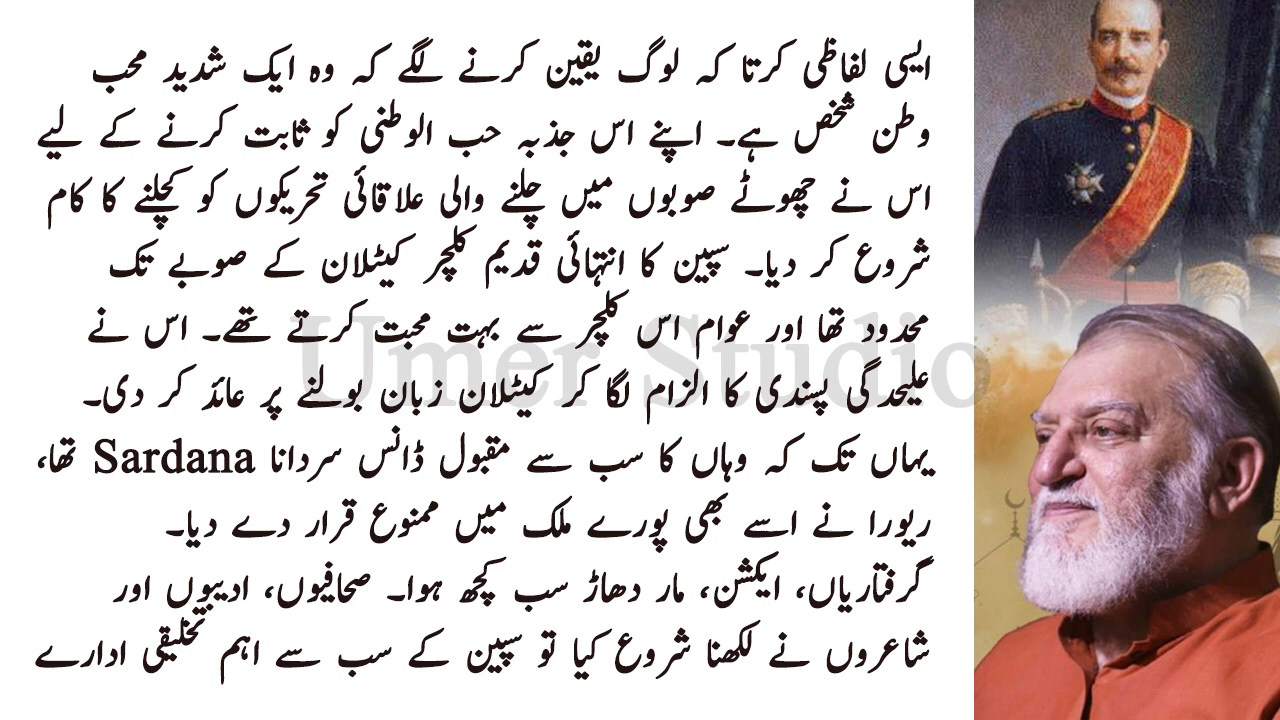 ایسی لفاظی کرتا کہ لوگ یقین کرنے لگے کہ وہ ایک شدید محب
وطن شخص ہے۔ اپنے اس جذبہ حب الوطنی کو ثابت کرنے کے لیے
اس نے چھوٹے صوبوں میں چلنے والی علاقائی تحریکوں کو کچلنے کا کام
شروع کر دیا۔ سپین کا انتہائی قدیم کلچر کیٹلان کے صوبے تک
محدود تھا اور عوام اس کلچر سے بہت محبت کرتے تھے۔ اس نے
علیحدگی پسندی کا الزام لگا کر کیٹلان زبان بولنے پر عائد کر دی۔
یہاں تک کہ وہاں کا سب سے مقبول ڈانس سردانا Sardana تھا،
ریورا نے اسے بھی پورے ملک میں ممنوع قرار دے دیا۔
گرفتاریاں، ایکشن، مار دھاڑ سب کچھ ہوا۔ صحافیوں، ادیبوں اور
شاعروں نے لکھنا شروع کیا تو سپین کے سب سے اہم تخلیقی ادارے
Umer Studio